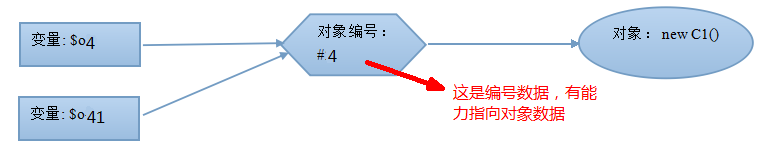 变量: $o4
变量: $o41
对象编号：
#.4
对象： new C1()
这是编号数据，有能
力指向对象数据